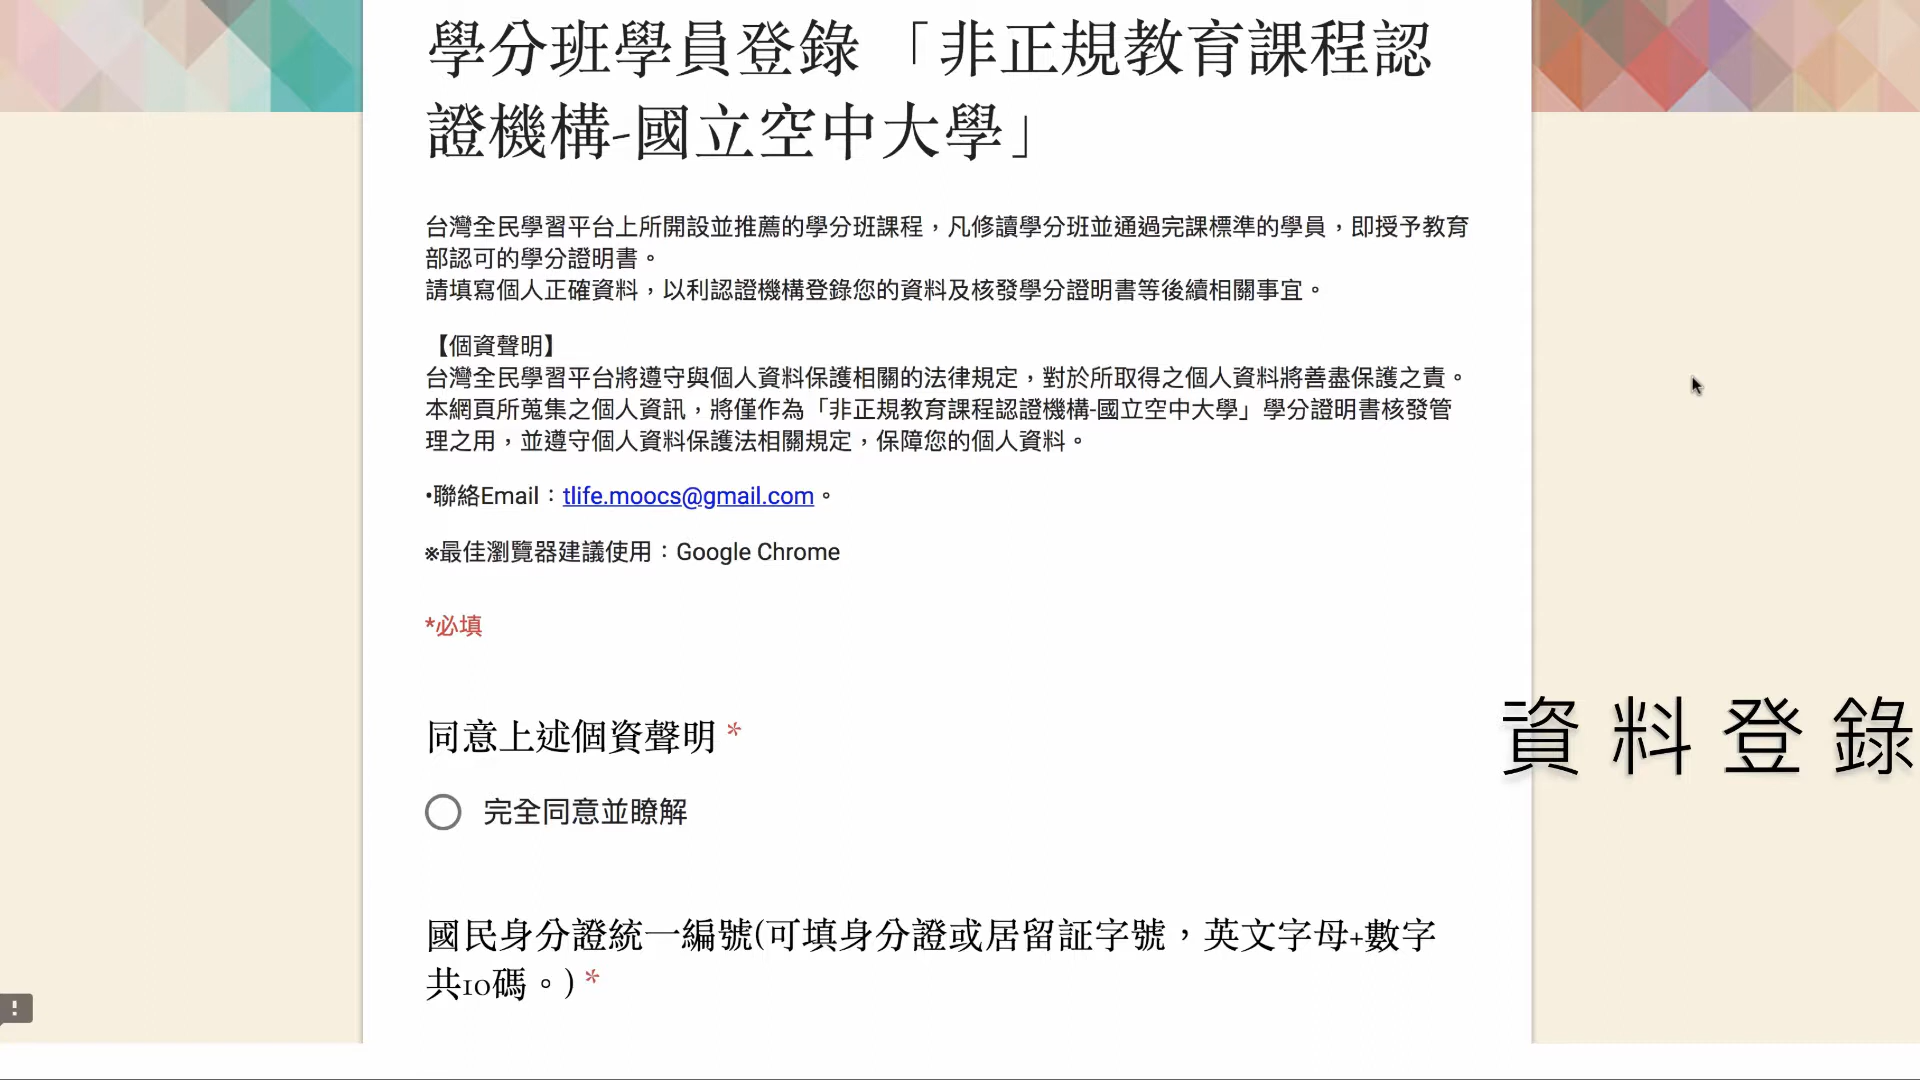 學分班學員登錄 「非正規教育課程認
證機構-國立空中大學」
台灣全民學習平台上所開設並推薦的學分班課程，凡修讀學分班並通過完課標準的學員，即授予教育
部認可的學分證明書。
請填寫個人正確資料，以利認證機構登錄您的資料及核發學分證明書等後續相關事宜。
【個資聲明】
台灣全民學習平台將遵守與個人資料保護相關的法律規定，對於所取得之個人資料將善盡保護之責。
本網頁所蒐集之個人資訊，將僅作為「非正規教育課程認證機構-國立空中大學」學分證明書核發管
理之用，並遵守個人資料保護法相關規定，保障您的個人資料。
•聯絡Email：tlife.moocs@gmail.com。
※最佳瀏覽器建議使用：Google Chrome
*必填
同意上述個資聲明 *
資料登錄
完全同意並瞭解
國民身分證統一編號(可填身分證或居留証字號，英文字母+數字
共10碼。) *